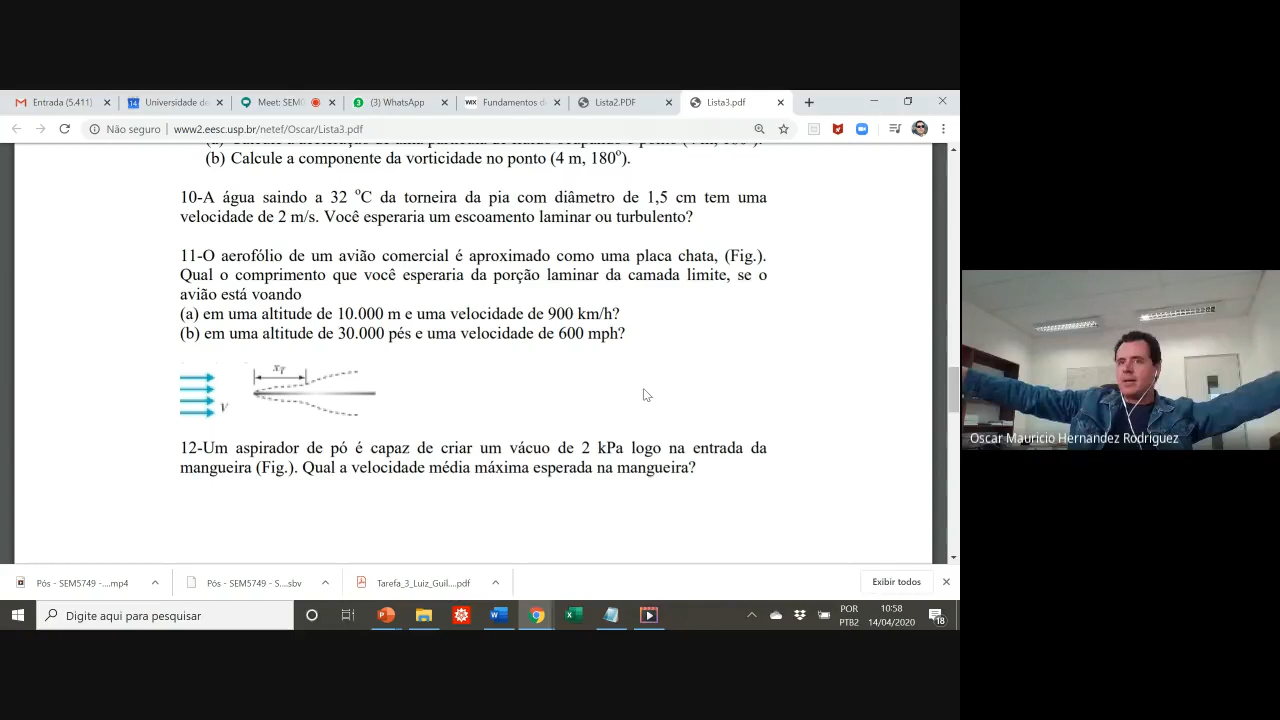 Entrada (5.411)
Universidade de
Meet: SEM
(3) WhatsApp
Fundamentos d
Lista2.PDF
Lista3.pdf
Não seguro
www2.eesc.usp.br/netef/Oscar/Lista3.pdf
(b) Calcule a componente da vorticidade no ponto (4 m, 180º).
10-A água saindo a 32 ºC da torneira da pia com diâmetro de 1,5 cm tem uma
velocidade de 2 m/s. Você esperaria um escoamento laminar ou turbulento?
11-O aerofólio de um avião comercial é aproximado como uma placa chata, (Fig.).
Qual o comprimento que você esperaria da porção laminar da camada limite, se o
avião está voando
(a) em uma altitude de 10.000 m e uma velocidade de 900 km/h?
(b) em uma altitude de 30.000 pés e uma velocidade de 600 mph?
xT
V
12-Um aspirador de pó é capaz de criar um vácuo de 2 kPa logo na entrada da
mangueira (Fig.). Qual a velocidade média máxima esperada na mangueira?
Oscar Mauricio Hernandez Rodriguez
Pós - SEM5749 -....mp4
Pós - SEM5749 - S....sbv
Tarefa_3_Luiz_Guil....pdf
Exibir todos
Digite aqui para pesquisar
POR
PTB2
10:58
14/04/2020
18